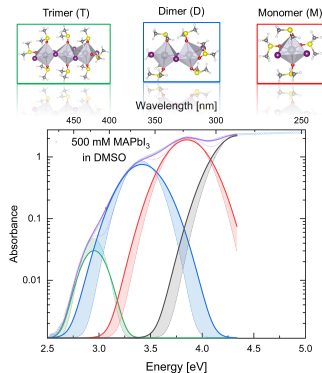 Trimer (T) Dimer (D) Monomer (M)
Wavelength [nm]
450 400 350 300 250
500 mM MAPbI₃
in DMSO
Absorbance
1
0.1
0.01
2.5 3.0 3.5 4.0 4.5 5.0
Energy [eV]